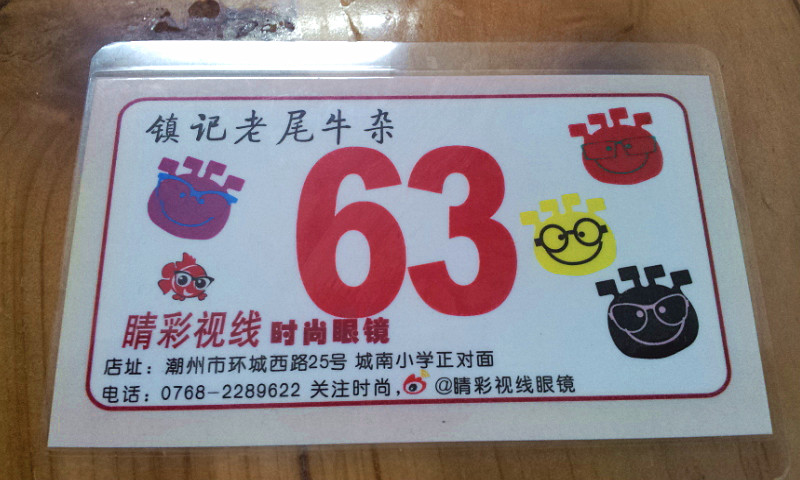 镇记老尾牛杂
63
睛彩视线 时尚眼镜
店址：潮州市环城西路25号 城南小学正对面
电话：0768-2289622 关注时尚，@睛彩视线眼镜